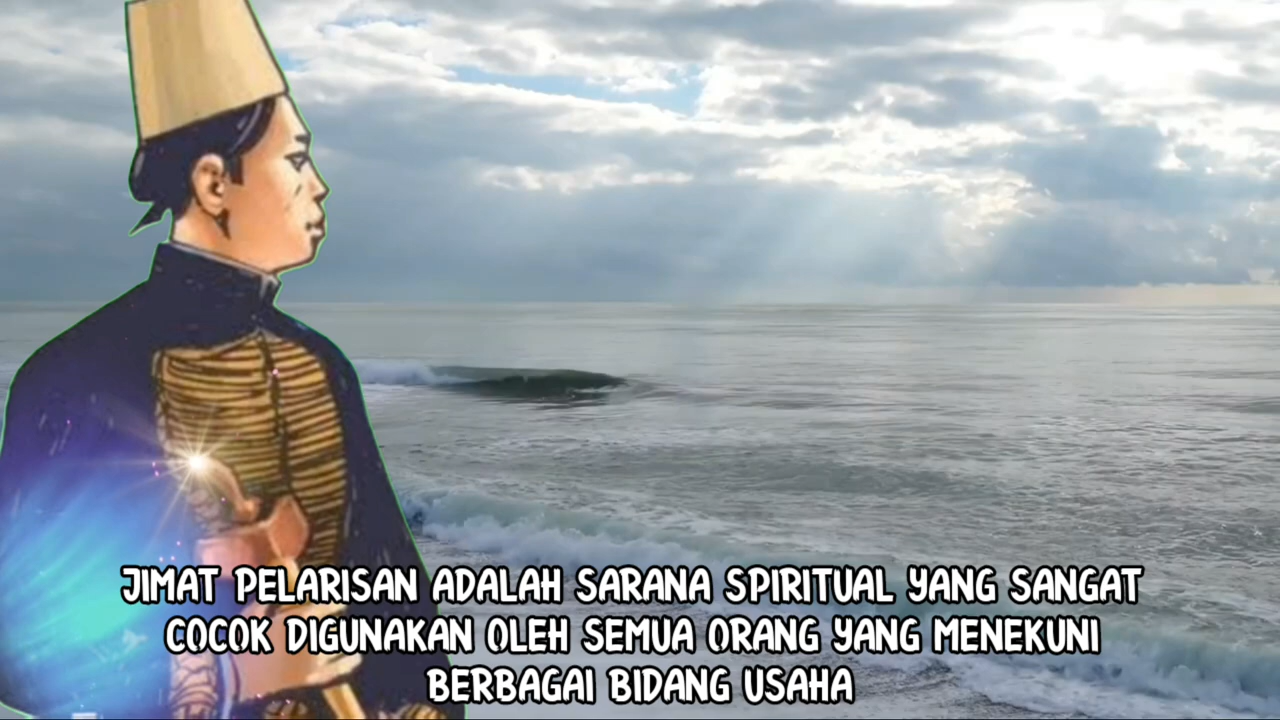 JIMAT PELARISAN ADALAH SARANA SPIRITUAL YANG SANGAT
COCOK DIGUNAKAN OLEH SEMUA ORANG YANG MENEKUNI
BERBAGAI BIDANG USAHA